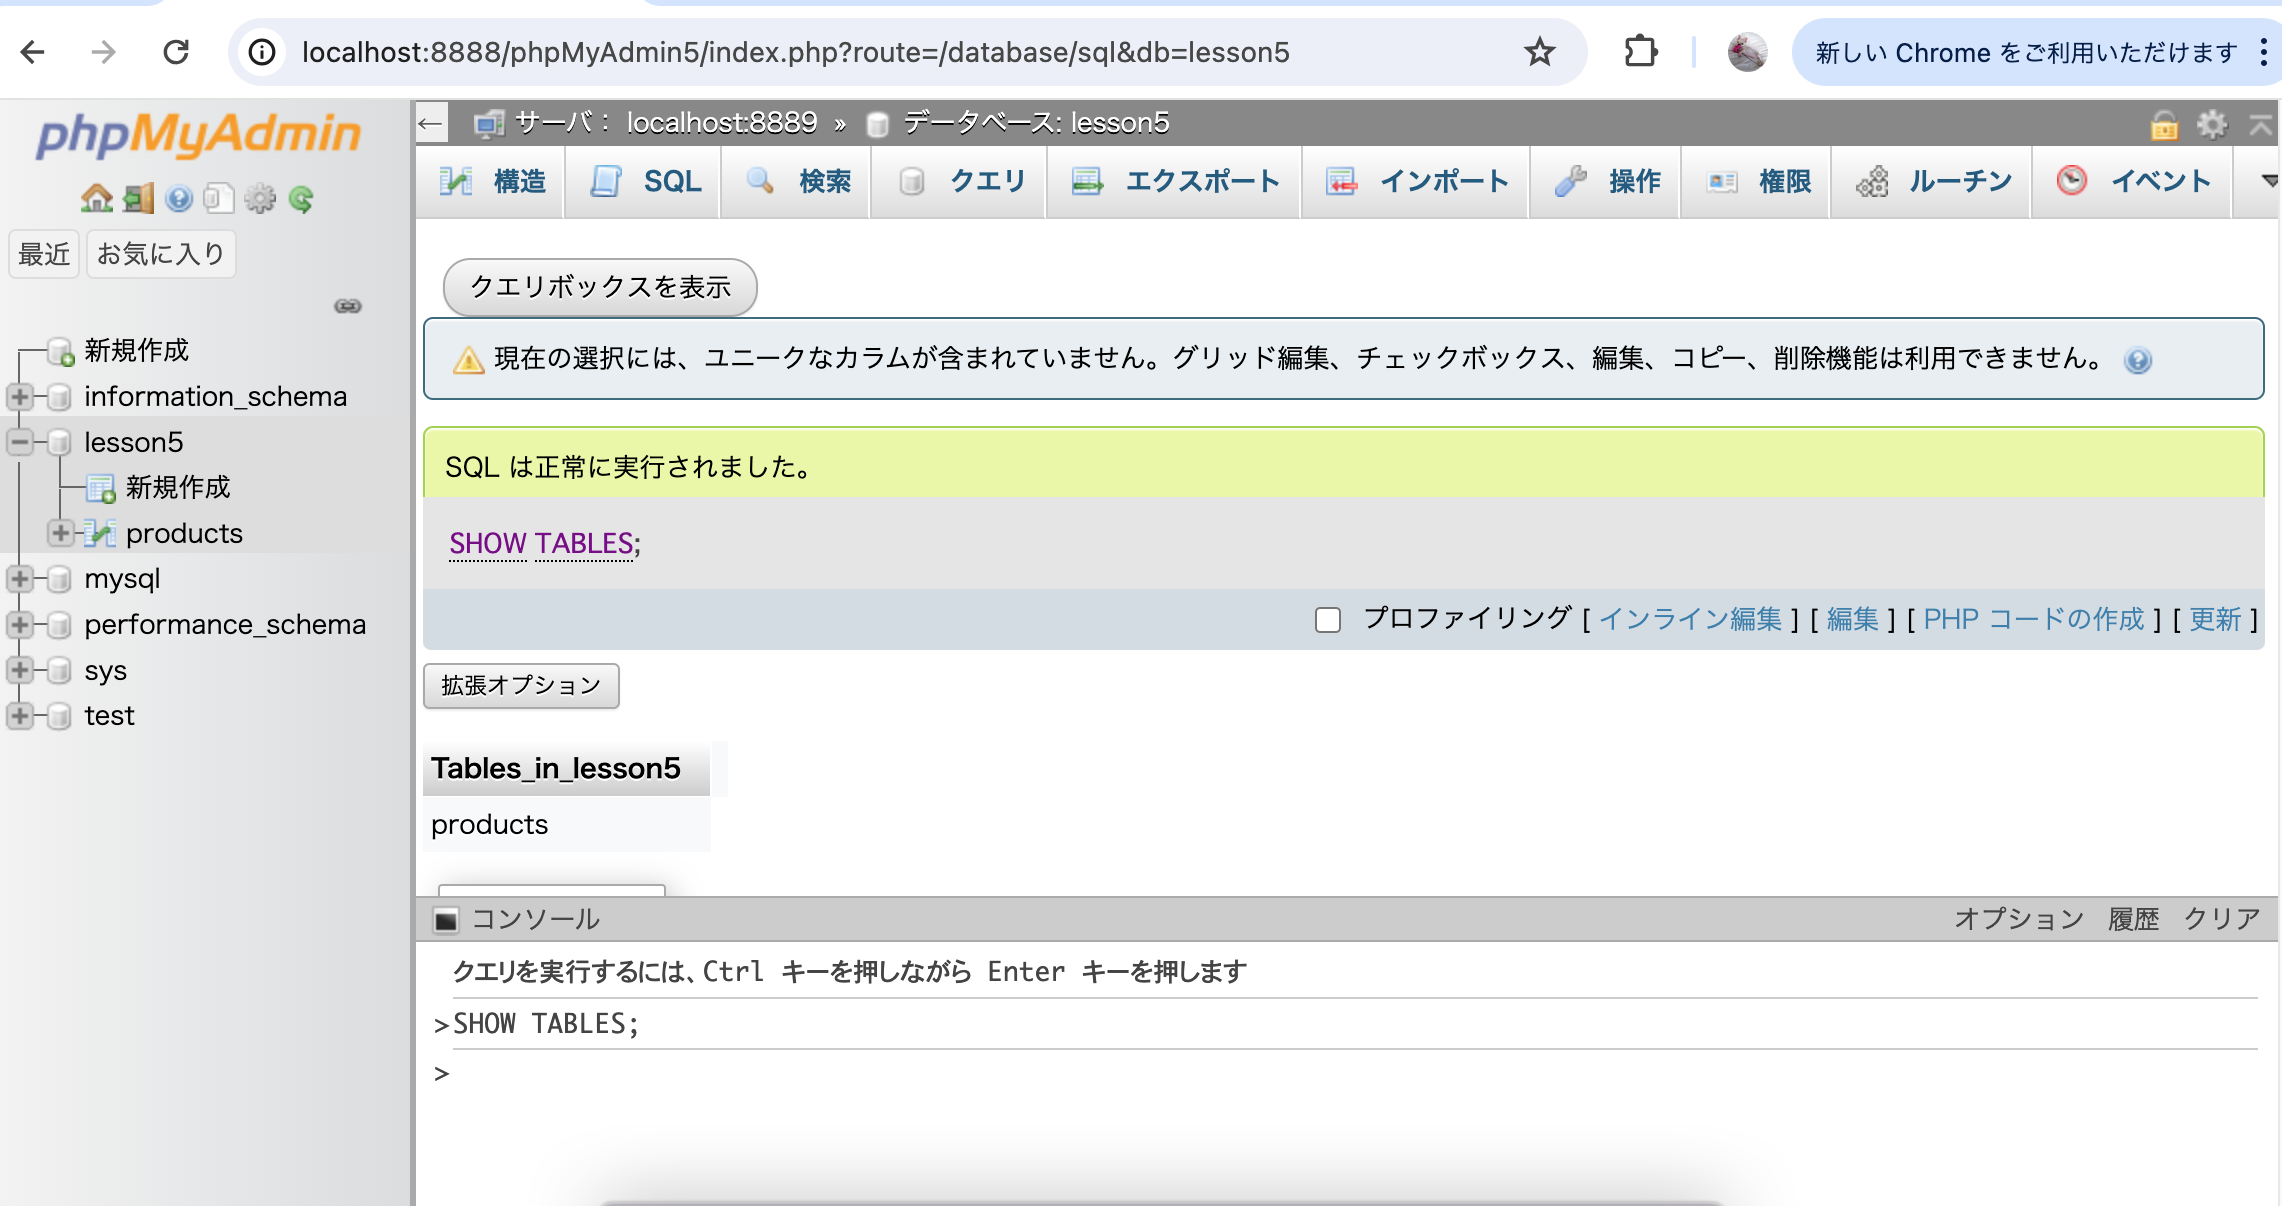 localhost:8888/phpMyAdmin5/index.php?route=/database/sql&db=lesson5
新しい Chrome をご利用いただけます
phpMyAdmin
最近 お気に入り
新規作成
information_schema
lesson5
新規作成
products
mysql
performance_schema
sys
test
サーバ： localhost:8889 » データベース: lesson5
構造 SQL 検索 クエリ エクスポート インポート 操作 権限 ルーチン イベント
クエリボックスを表示
現在の選択には、ユニークなカラムが含まれていません。グリッド編集、チェックボックス、編集、コピー、削除機能は利用できません。
SQL は正常に実行されました。
SHOW TABLES;
プロファイリング [ インライン編集 ] [ 編集 ] [ PHP コードの作成 ] [ 更新 ]
拡張オプション
Tables_in_lesson5
products
コンソール オプション 履歴 クリア
クエリを実行するには、Ctrl キーを押しながら Enter キーを押します
>SHOW TABLES;
>